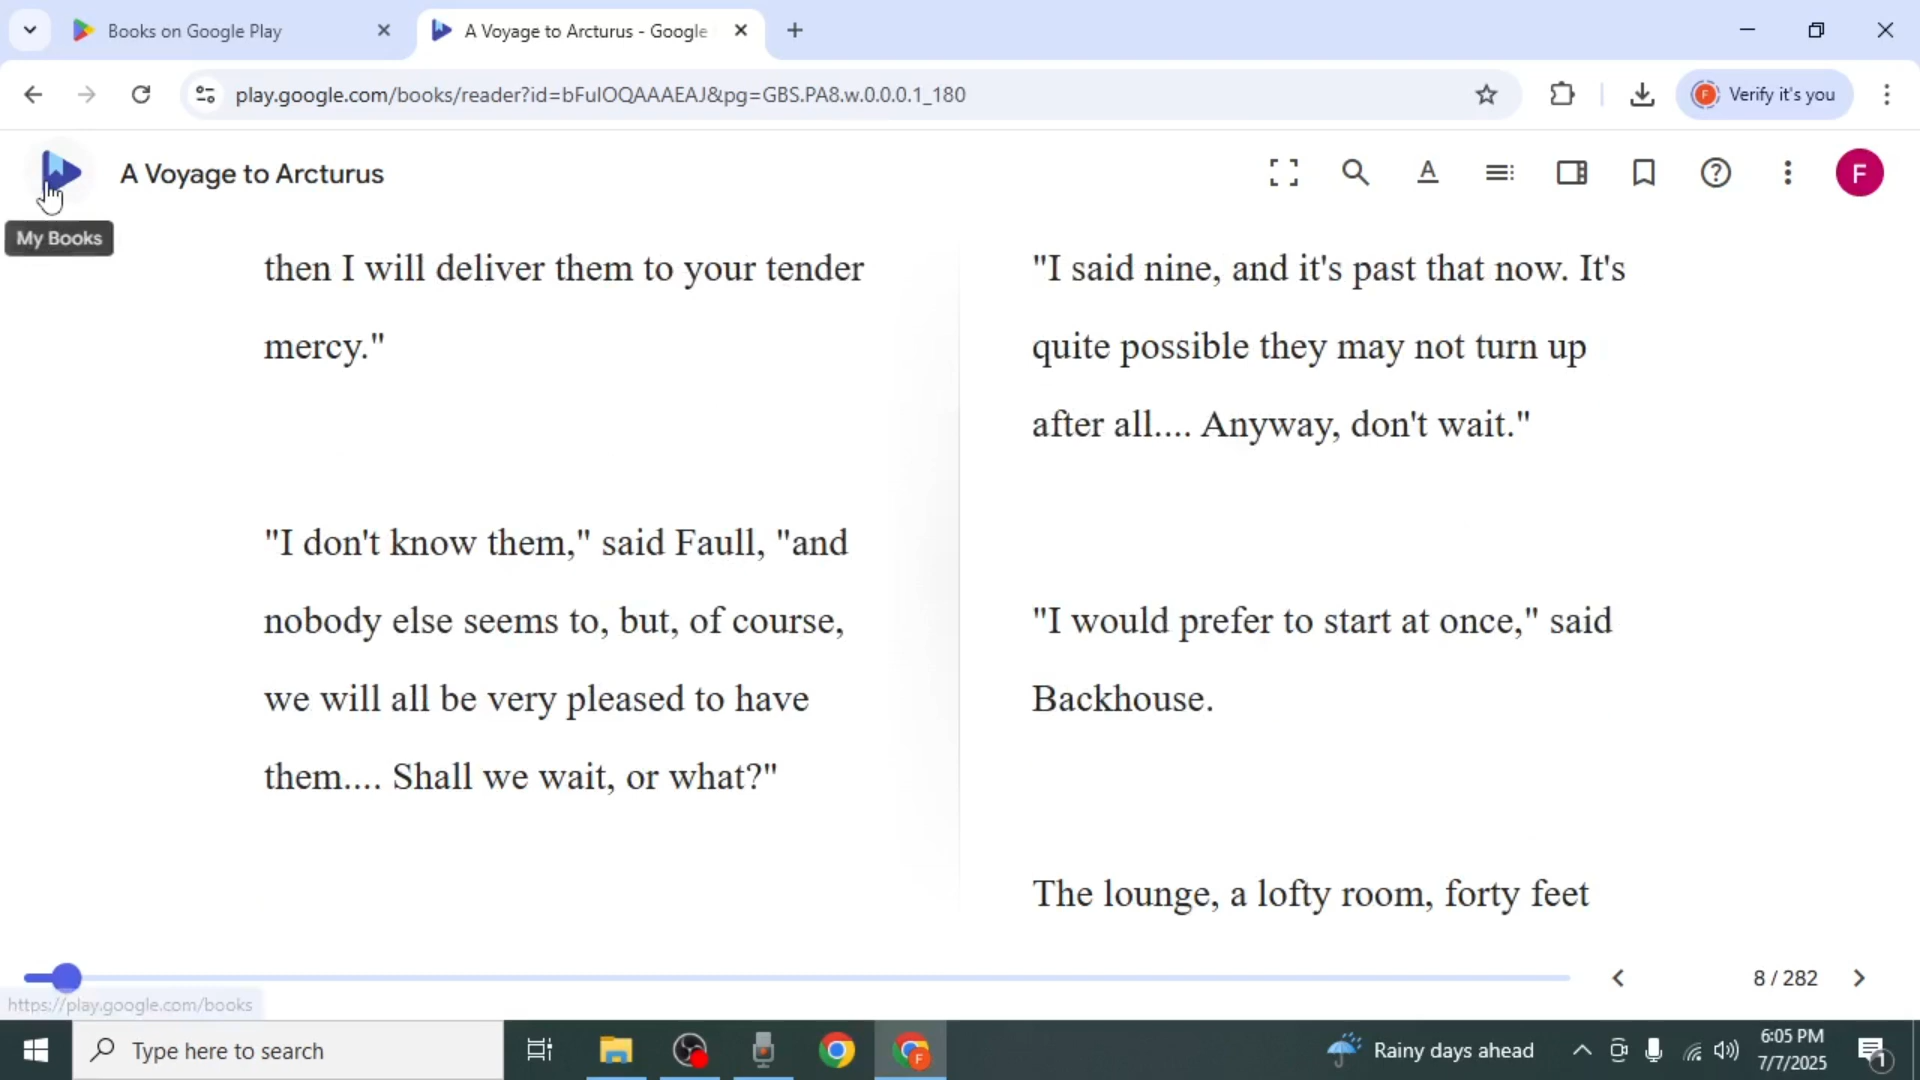 Books on Google Play
A Voyage to Arcturus - Google
play.google.com/books/reader?id=bFuIOQAAAEAJ&pg=GBS.PA8.w.0.0.0.1_180
F
Verify it's you
A Voyage to Arcturus
F
My Books
then I will deliver them to your tender
mercy."
"I don't know them," said Faull, "and
nobody else seems to, but, of course,
we will all be very pleased to have
them.... Shall we wait, or what?"
"I said nine, and it's past that now. It's
quite possible they may not turn up
after all.... Anyway, don't wait."
"I would prefer to start at once," said
Backhouse.
The lounge, a lofty room, forty feet
8 / 282
https://play.google.com/books
Type here to search
F
Rainy days ahead
6:05 PM
7/7/2025
1